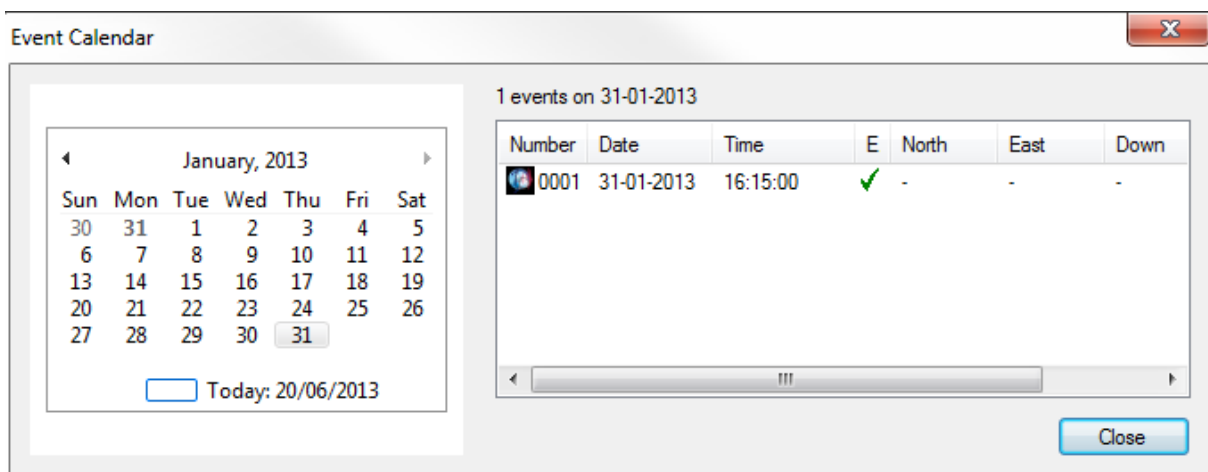 Event Calendar
January, 2013
Sun Mon Tue Wed Thu Fri Sat
30 31 1 2 3 4 5
6 7 8 9 10 11 12
13 14 15 16 17 18 19
20 21 22 23 24 25 26
27 28 29 30 31
Today: 20/06/2013
1 events on 31-01-2013
Number Date Time E North East Down
0001 31-01-2013 16:15:00 ✓ - - -
Close